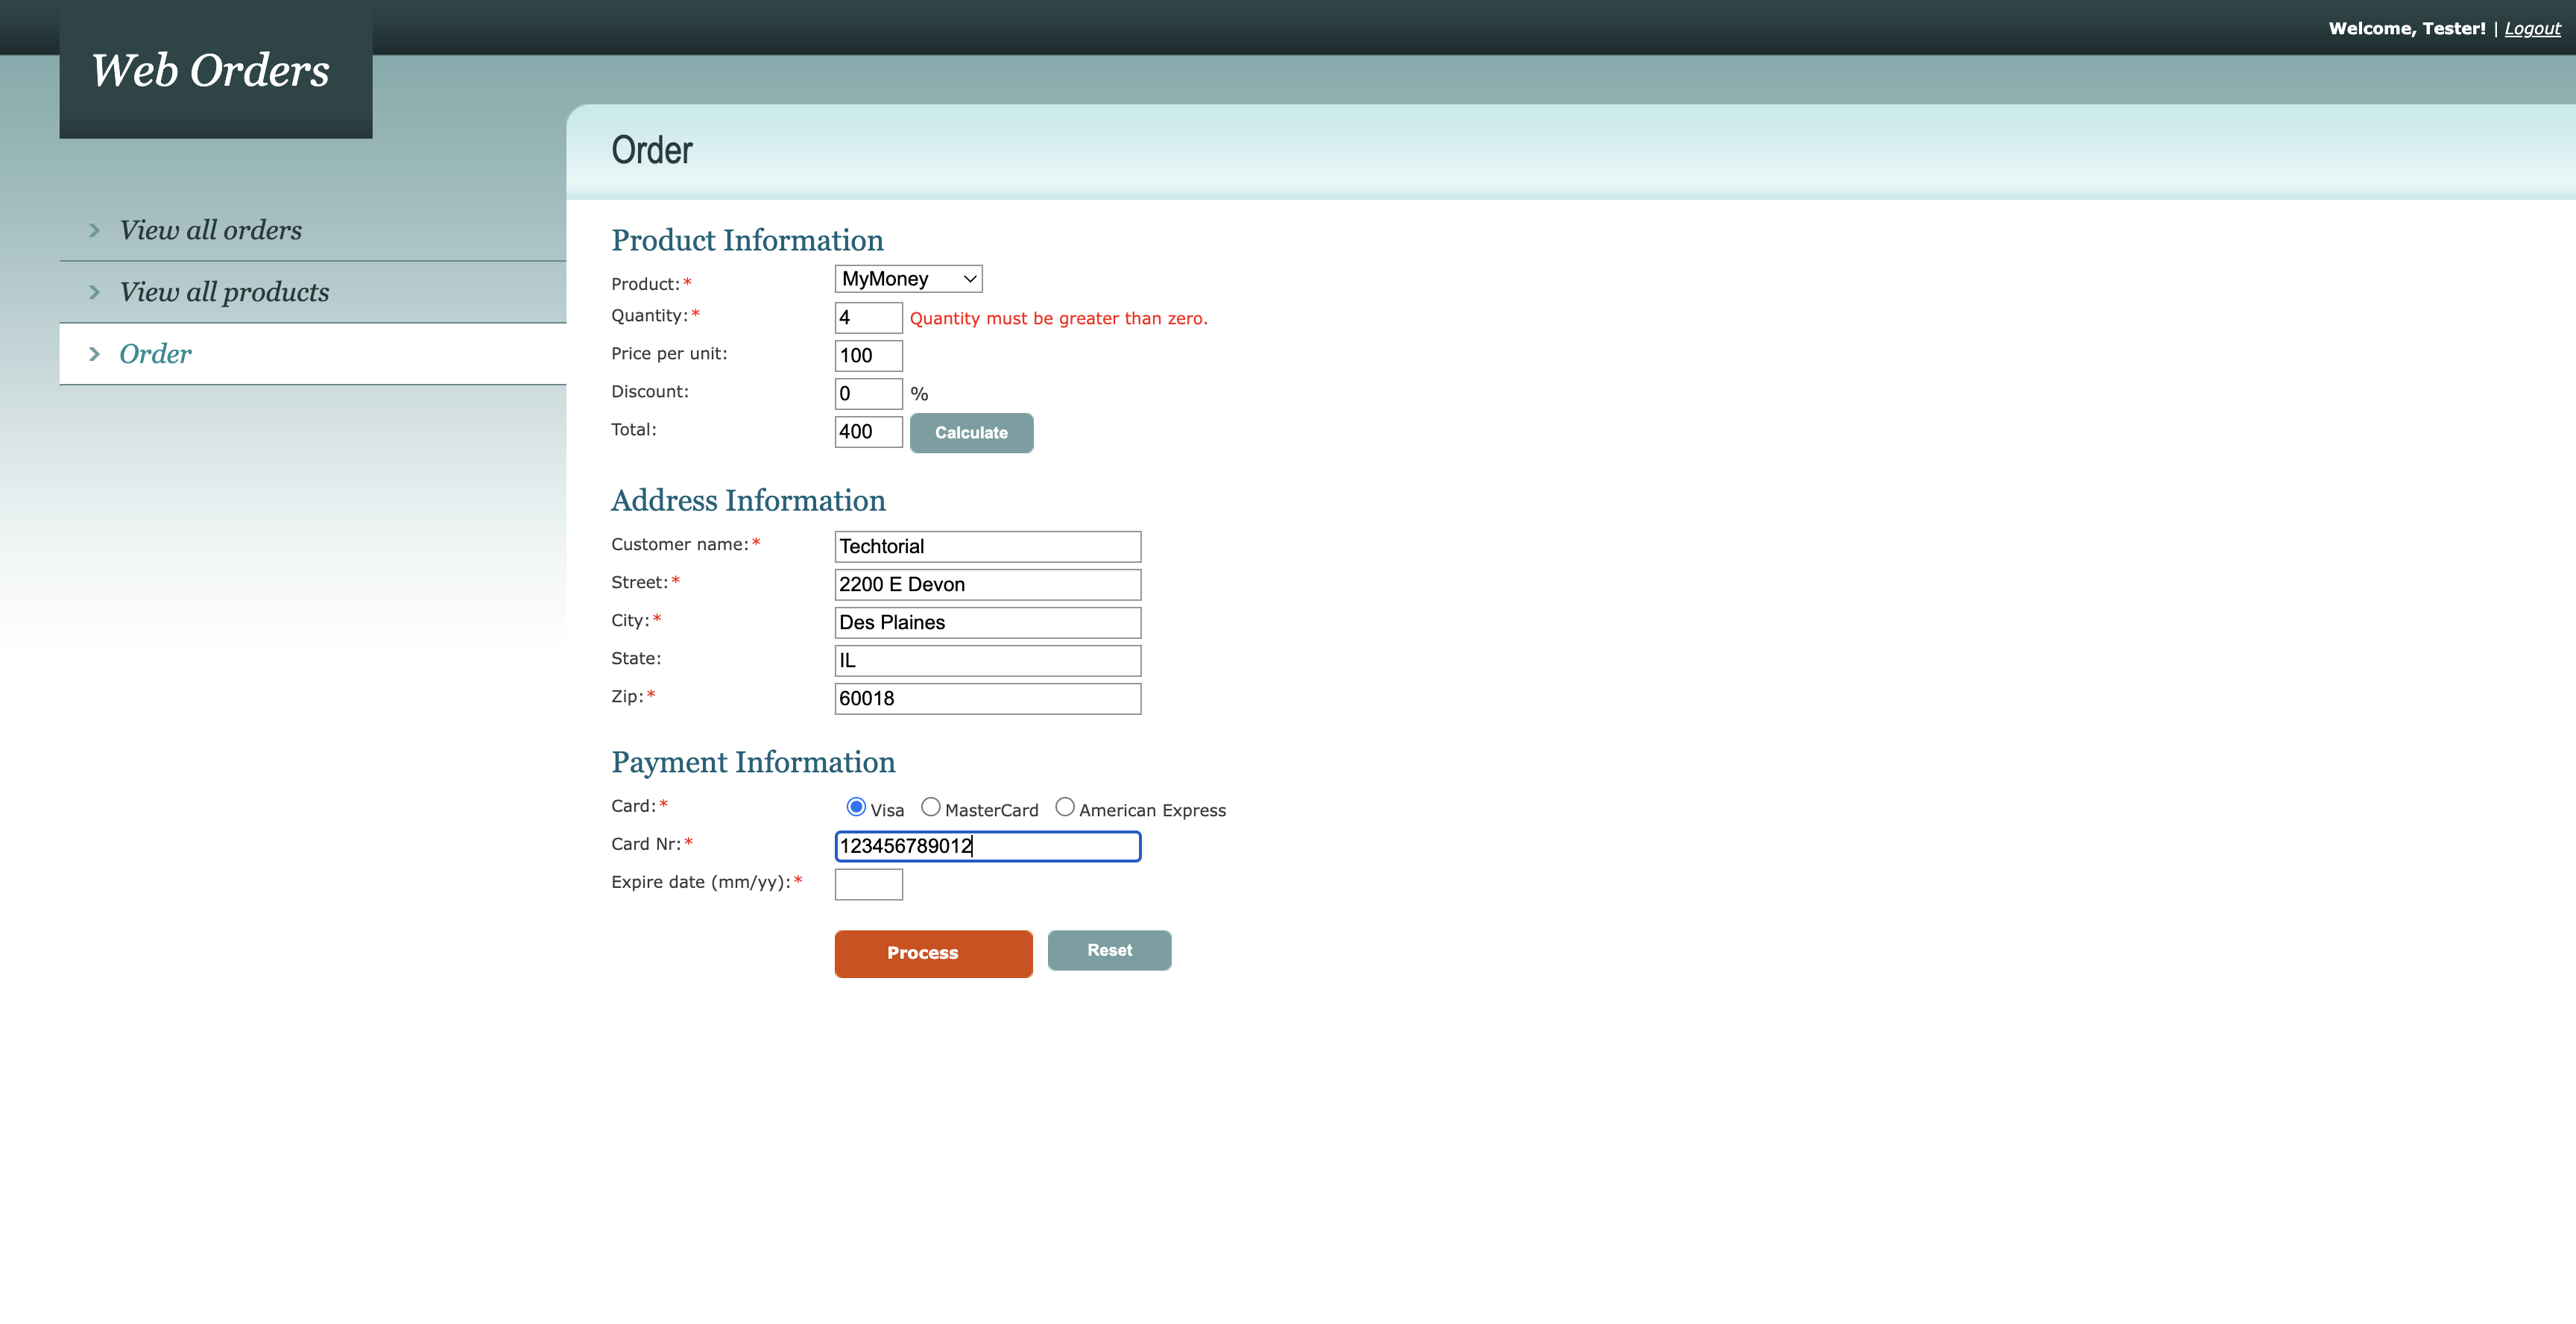 Welcome, Tester! | Logout
Web Orders
View all orders
View all products
Order
Order
Product Information
Product:* MyMoney
Quantity:* 4 Quantity must be greater than zero.
Price per unit: 100
Discount: 0 %
Total: 400 Calculate
Address Information
Customer name:* Techtorial
Street:* 2200 E Devon
City:* Des Plaines
State: IL
Zip:* 60018
Payment Information
Card:* Visa MasterCard American Express
Card Nr:* 123456789012
Expire date (mm/yy):*
Process Reset